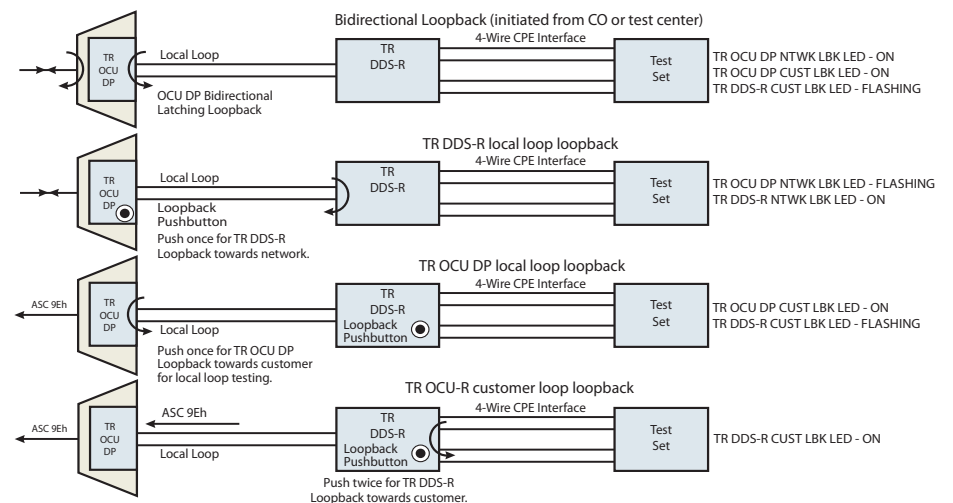 Bidirectional Loopback (initiated from CO or test center)
4-Wire CPE Interface
TR
OCU
DP
Local Loop
OCU DP Bidirectional
Latching Loopback
TR
DDS-R
Test
Set
TR OCU DP NTWK LBK LED - ON
TR OCU DP CUST LBK LED - ON
TR DDS-R CUST LBK LED - FLASHING
TR DDS-R local loop loopback
4-Wire CPE Interface
TR
OCU
DP
Local Loop
Loopback
Pushbutton
Push once for TR DDS-R
Loopback towards network.
TR
DDS-R
Test
Set
TR OCU DP NTWK LBK LED - FLASHING
TR DDS-R NTWK LBK LED - ON
TR OCU DP local loop loopback
4-Wire CPE Interface
ASC 9Eh
TR
OCU
DP
Local Loop
Push once for TR OCU DP
Loopback towards customer
for local loop testing.
TR
DDS-R
Loopback
Pushbutton
Test
Set
TR OCU DP CUST LBK LED - ON
TR DDS-R CUST LBK LED - FLASHING
TR OCU-R customer loop loopback
4-Wire CPE Interface
ASC 9Eh
TR
OCU
DP
ASC 9Eh
Local Loop
TR
DDS-R
Loopback
Pushbutton
Push twice for TR DDS-R
Loopback towards customer.
Test
Set
TR DDS-R CUST LBK LED - ON